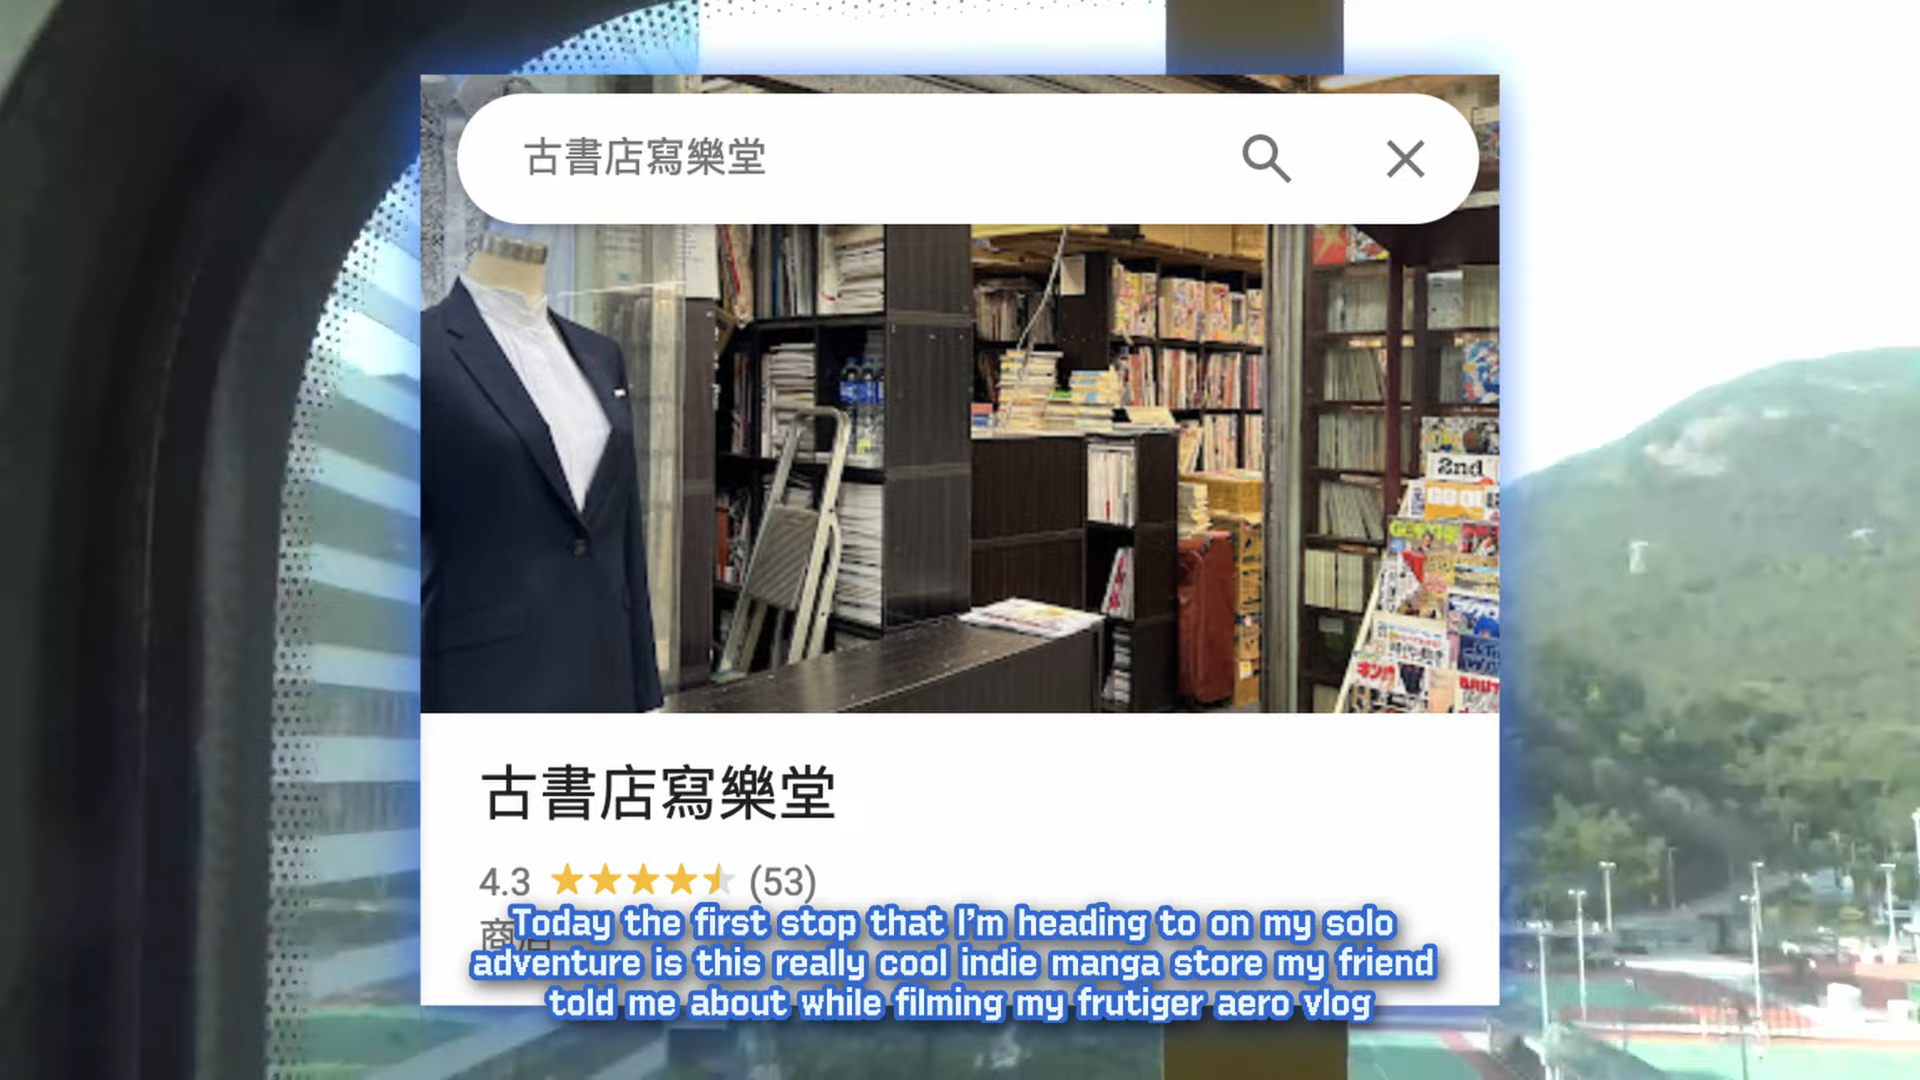 古書店寫樂堂
2nd
古書店寫樂堂
4.3 (53)
Today the first stop that I'm heading to on my solo
adventure is this really cool indie manga store my friend
told me about while filming my frutiger aero vlog